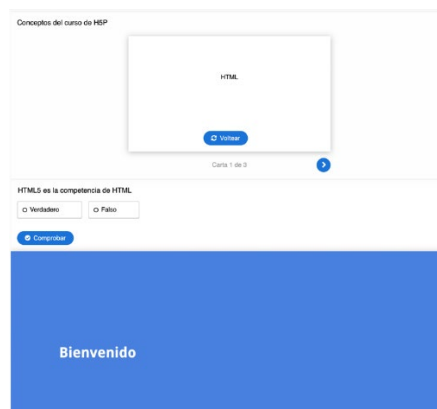 Conceptos del curso de H5P
HTML
Voltear
Carta 1 de 3
HTML5 es la competencia de HTML
Verdadero
Falso
Comprobar
Bienvenido